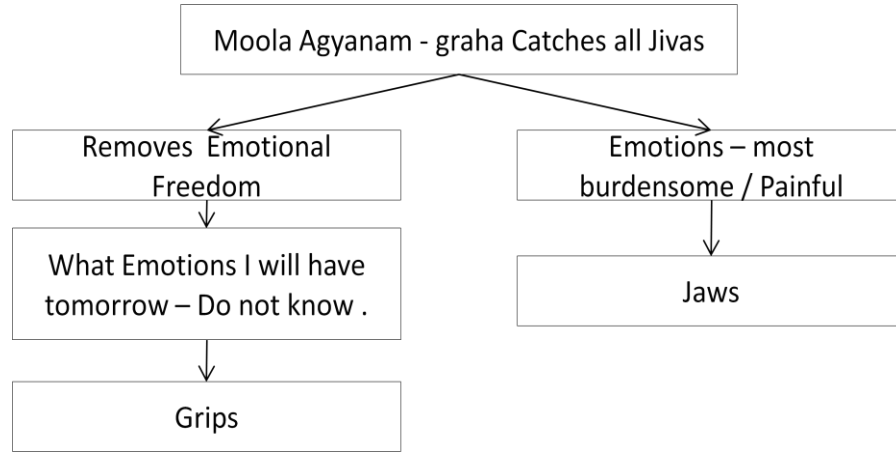 Moola Agyanam - graha Catches all Jivas
Removes Emotional
Freedom
Emotions – most
burdensome / Painful
What Emotions I will have
tomorrow – Do not know .
Jaws
Grips